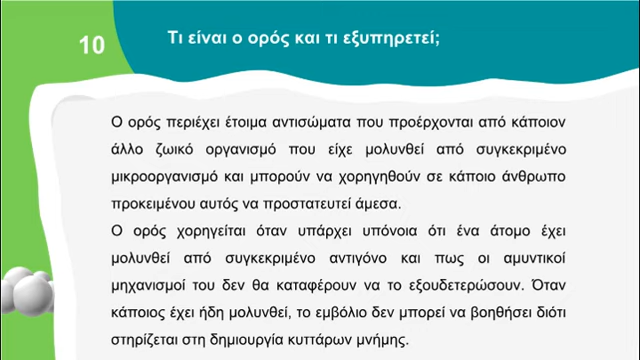 10
Τι είναι ο ορός και τι εξυπηρετεί;
Ο ορός περιέχει έτοιμα αντισώματα που προέρχονται από κάποιον
άλλο ζωικό οργανισμό που είχε μολυνθεί από συγκεκριμένο
μικροοργανισμό και μπορούν να χορηγηθούν σε κάποιο άνθρωπο
προκειμένου αυτός να προστατευτεί άμεσα.
Ο ορός χορηγείται όταν υπάρχει υπόνοια ότι ένα άτομο έχει
μολυνθεί από συγκεκριμένο αντιγόνο και πως οι αμυντικοί
μηχανισμοί του δεν θα καταφέρουν να το εξουδετερώσουν. Όταν
κάποιος έχει ήδη μολυνθεί, το εμβόλιο δεν μπορεί να βοηθήσει διότι
στηρίζεται στη δημιουργία κυττάρων μνήμης.